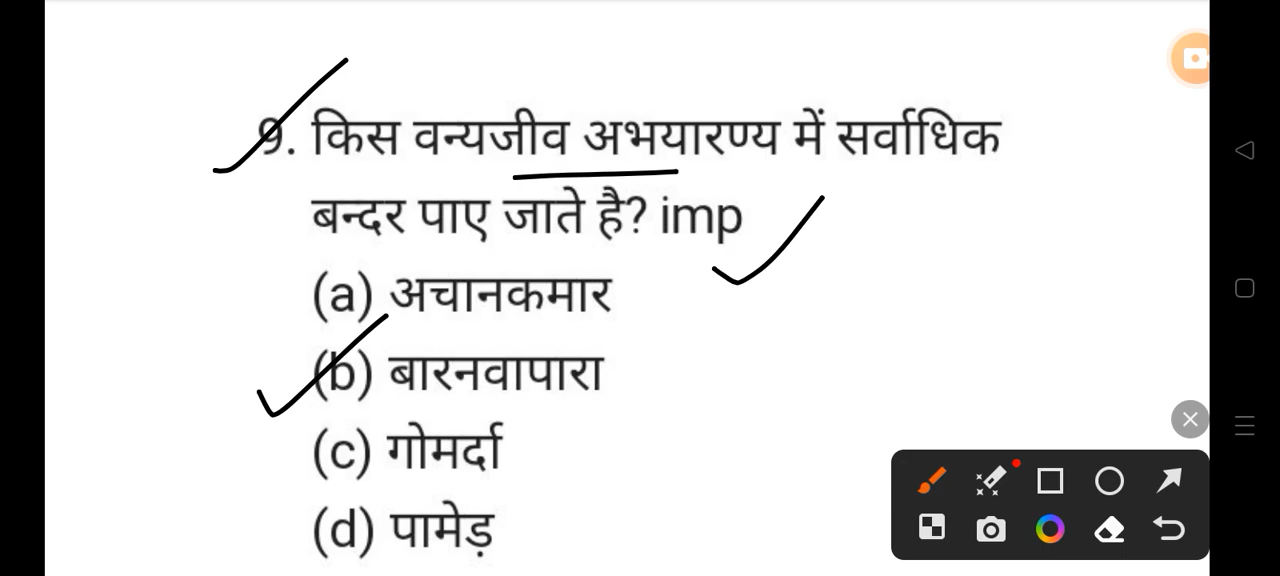 9. किस वन्यजीव अभयारण्य में सर्वाधिक
बन्दर पाए जाते है? imp
(a) अचानकमार
(b) बारनवापारा
(c) गोमर्दा
(d) पामेड़